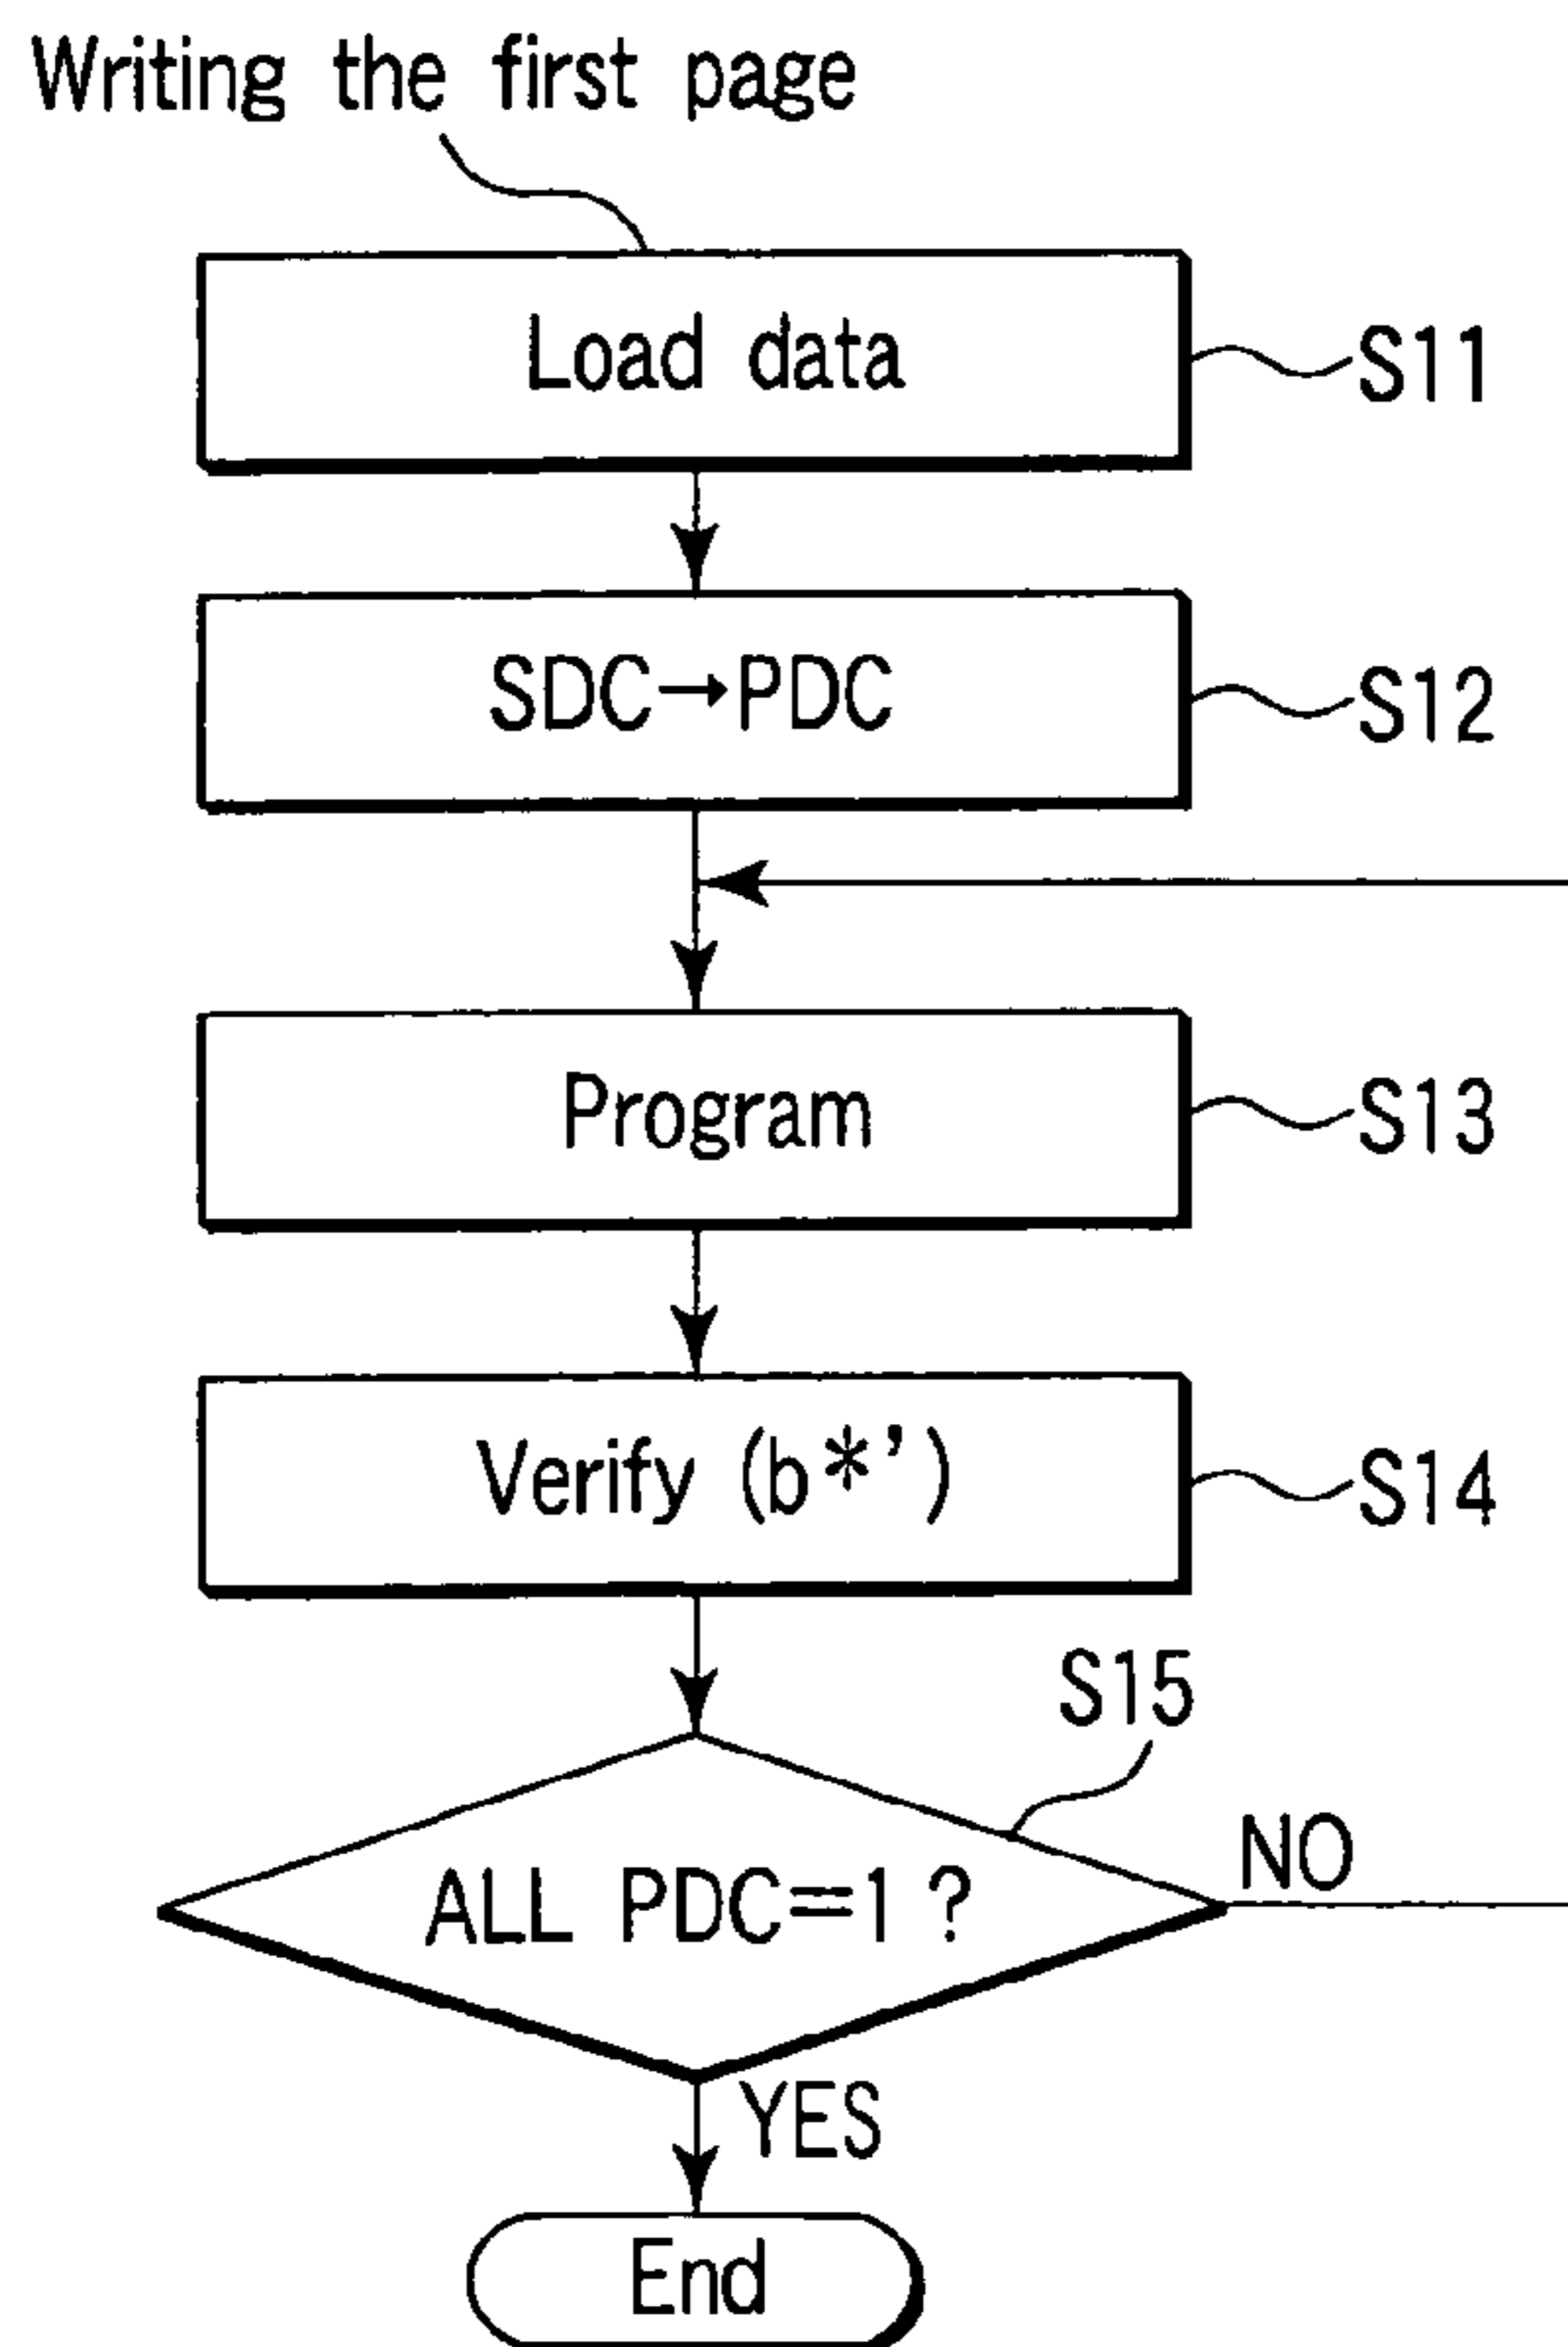 Writing the first page
Load data
S11
SDC→PDC
S12
Program
S13
Verify (b*')
S14
S15
ALL PDC=1 ?
NO
YES
End